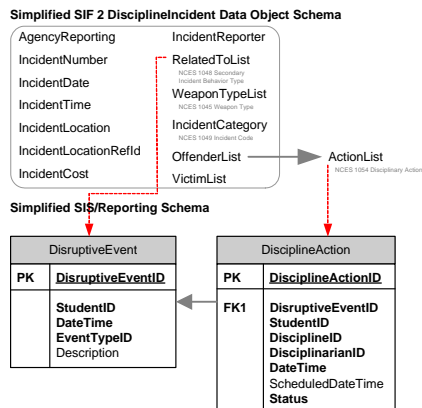 Simplified SIF 2 DisciplineIncident Data Object Schema
AgencyReporting
IncidentNumber
IncidentDate
IncidentTime
IncidentLocation
IncidentLocationRefId
IncidentCost
IncidentReporter
RelatedToList
NCES 1048 Secondary
Incident Behavior Type
WeaponTypeList
NCES 1045 Weapon Type
IncidentCategory
NCES 1049 Incident Code
OffenderList
VictimList
ActionList
NCES 1054 Disciplinary Action
Simplified SIS/Reporting Schema
DisruptiveEvent
PK DisruptiveEventID
StudentID
DateTime
EventTypeID
Description
DisciplineAction
PK DisciplineActionID
FK1 DisruptiveEventID
StudentID
DisciplineID
DisciplinarianID
DateTime
ScheduledDateTime
Status